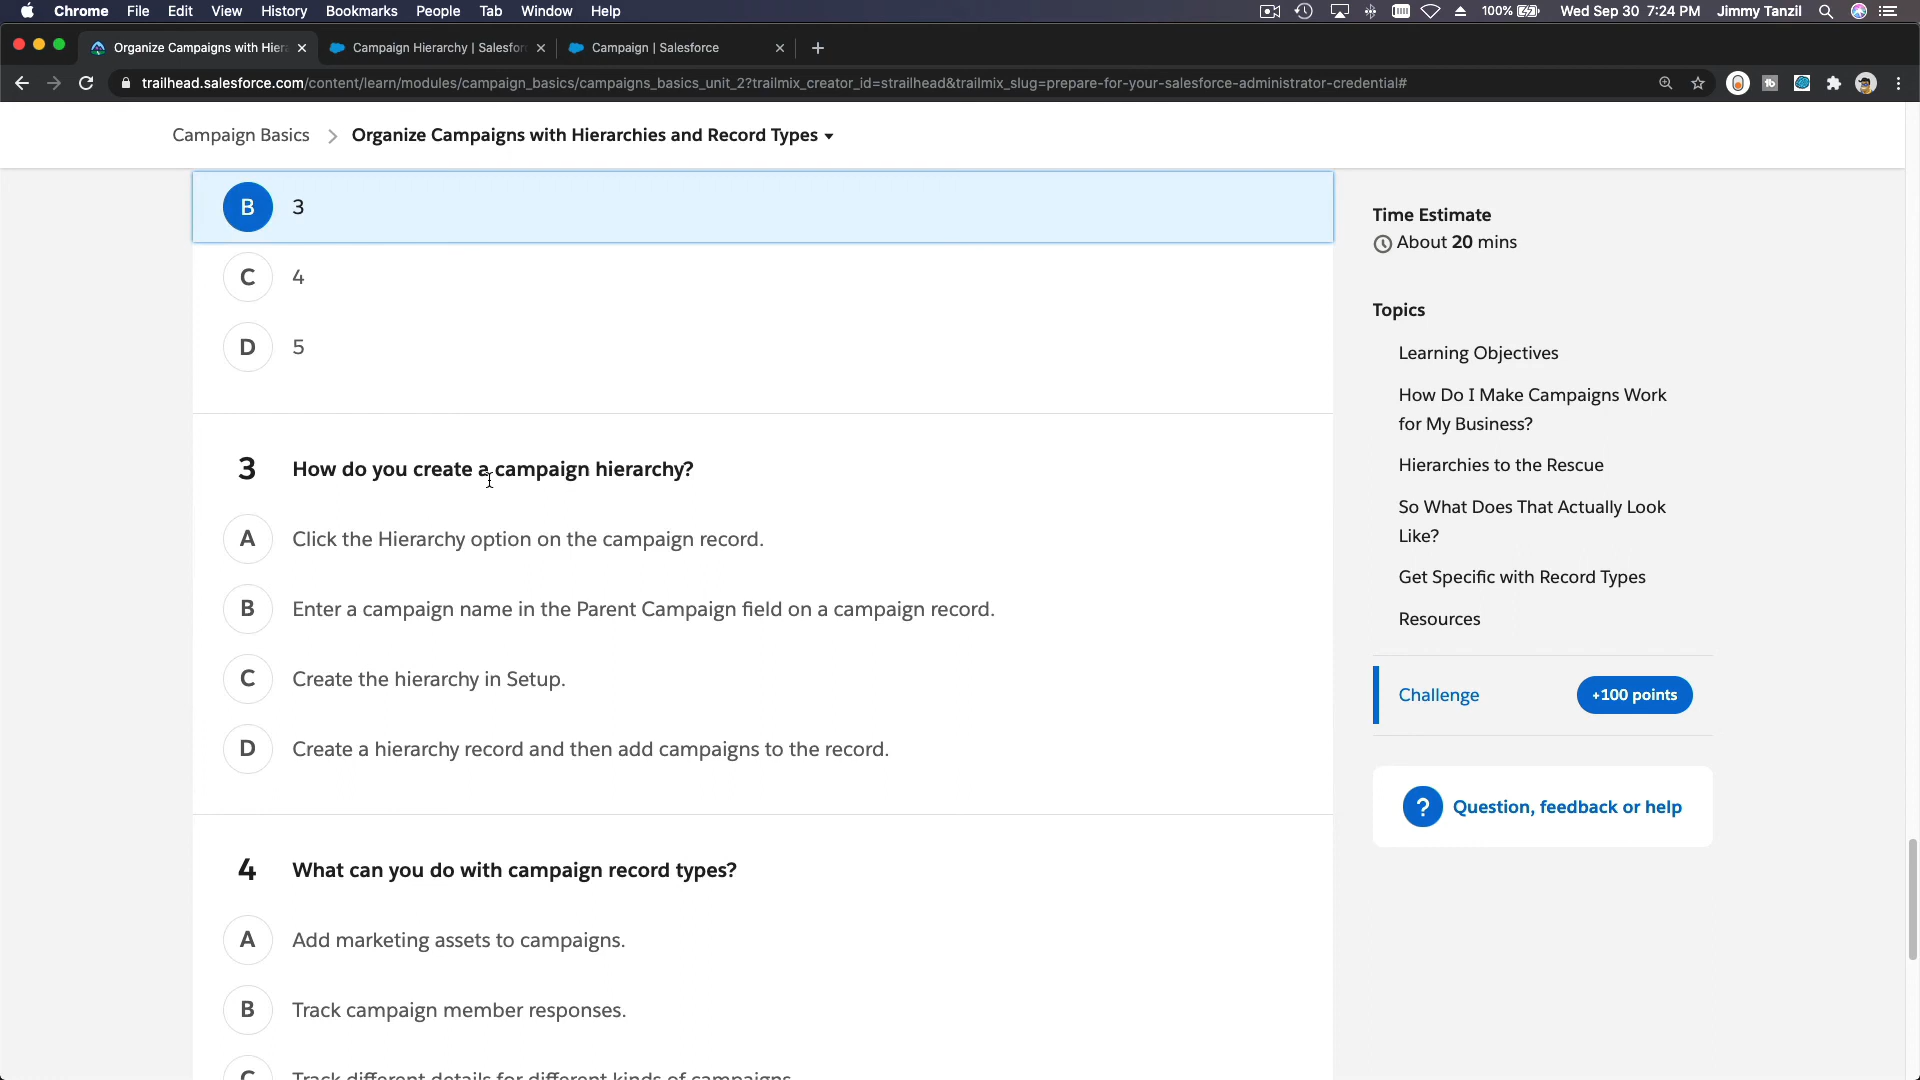 Chrome File Edit View History Bookmarks People Tab Window Help
100% Wed Sep 30 7:24 PM Jimmy Tanzil
Organize Campaigns with Hier
Campaign Hierarchy | Salesfor
Campaign | Salesforce
trailhead.salesforce.com/content/learn/modules/campaign_basics/campaigns_basics_unit_2?trailmix_creator_id=strailhead&trailmix_slug=prepare-for-your-salesforce-administrator-credential#
Campaign Basics > Organize Campaigns with Hierarchies and Record Types
B 3
C 4
D 5
3 How do you create a campaign hierarchy?
A Click the Hierarchy option on the campaign record.
B Enter a campaign name in the Parent Campaign field on a campaign record.
C Create the hierarchy in Setup.
D Create a hierarchy record and then add campaigns to the record.
4 What can you do with campaign record types?
A Add marketing assets to campaigns.
B Track campaign member responses.
C Track different details for different kinds of campaigns.
Time Estimate
About 20 mins
Topics
Learning Objectives
How Do I Make Campaigns Work
for My Business?
Hierarchies to the Rescue
So What Does That Actually Look
Like?
Get Specific with Record Types
Resources
Challenge +100 points
? Question, feedback or help